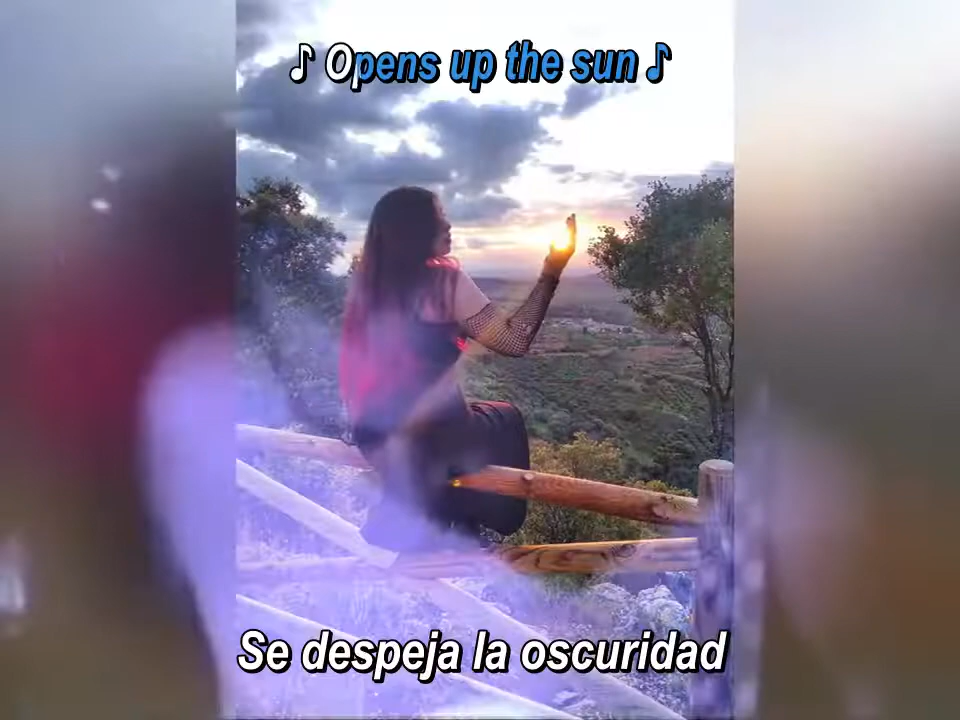 ♪ Opens up the sun ♪
Se despeja la oscuridad